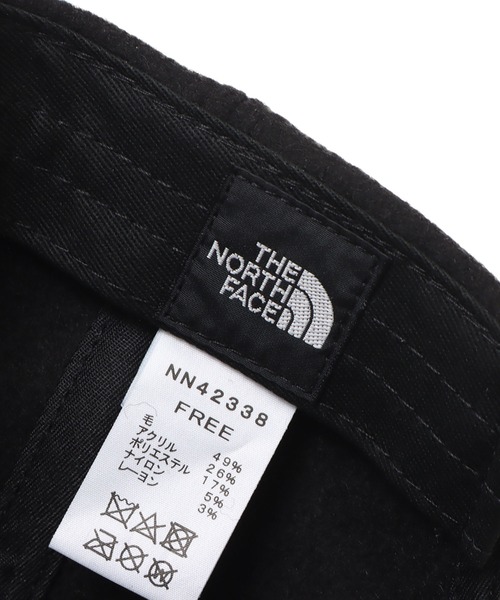 THE
NORTH
FACE
NN42338
FREE
毛 49%
アクリル 26%
ポリエステル 17%
ナイロン 5%
レーヨン 3%